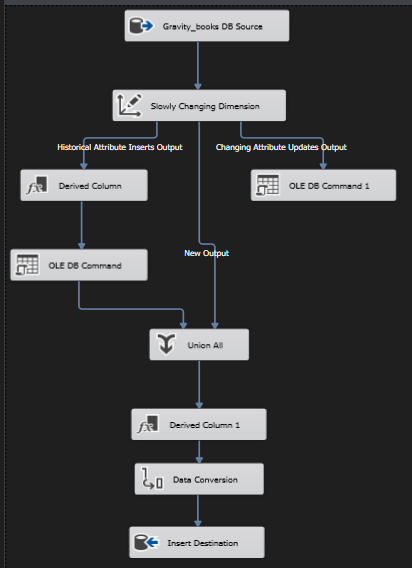 Gravity_books DB Source
Slowly Changing Dimension
Historical Attribute Inserts Output
Changing Attribute Updates Output
Derived Column
OLE DB Command 1
New Output
OLE DB Command
Union All
Derived Column 1
Data Conversion
Insert Destination